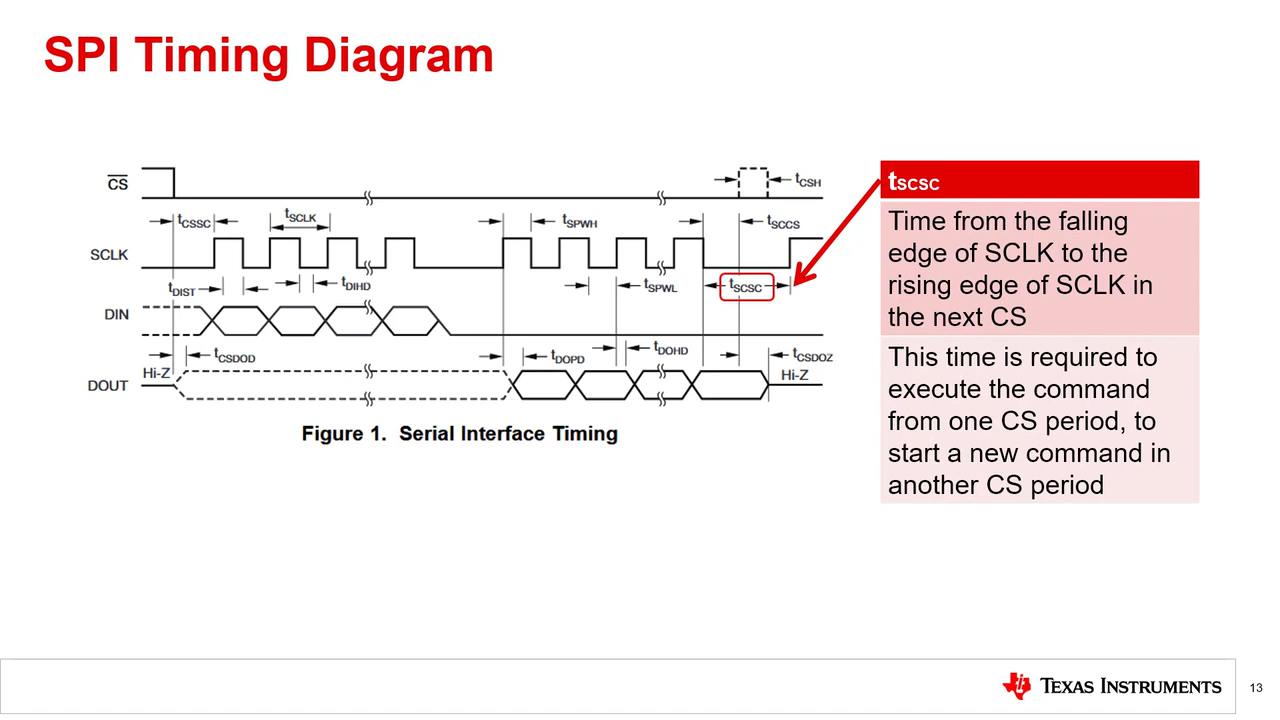 SPI Timing Diagram
CS
tCSH
tCSSC
tSCLK
tSPWH
tSCCS
SCLK
tDIST
tDIHD
tSPWL
tSCSC
DIN
tCSDOD
tDOPD
tDOHD
tCSDOZ
Hi-Z
Hi-Z
DOUT
Figure 1. Serial Interface Timing
tSCSC
Time from the falling
edge of SCLK to the
rising edge of SCLK in
the next CS
This time is required to
execute the command
from one CS period, to
start a new command in
another CS period
TEXAS INSTRUMENTS
13